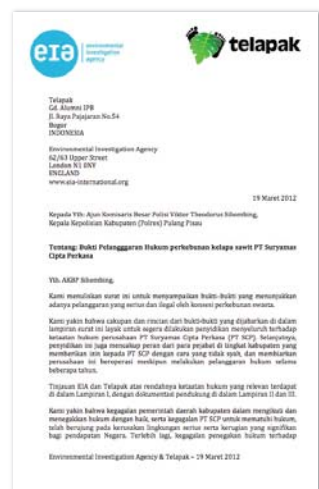 eia environmental
investigation
agency
telapak
Telapak
Gd. Alumni IPB
Jl. Raya Pajajaran No.54
Bogor
INDONESIA
Environmental Investigation Agency
62/63 Upper Street
London N1 0NY
ENGLAND
www.eia-international.org
19 Maret 2012
Kepada Yth: Ajun Komisaris Besar Polisi Viktor Theodorus Sihombing,
Kepala Kepolisian Kabupaten (Polres) Pulang Pisau
Tentang: Bukti Pelangggaran Hukum perkebunan kelapa sawit PT Suryamas
Cipta Perkasa
Yth. AKBP Sihombing,
Kami menuliskan surat ini untuk menyampaikan bukti-bukti yang menunjukkan
adanya pelanggaran yang serius dan ilegal oleh konsesi perkebunan swasta.
Kami yakin bahwa cakupan dan rincian dari bukti-bukti yang dijabarkan di dalam
lampiran surat ini layak untuk segera dilakukan penyidikan menyeluruh terhadap
ketaatan hukum perusahaan PT Suryamas Cipta Perkasa (PT SCP). Selanjutnya,
penyidikan ini juga mencakup peran dari para pejabat di tingkat kabupaten yang
memberikan izin kepada PT SCP dengan cara yang tidak syah, dan membiarkan
perusahaan ini beroperasi meskipun melakukan pelanggaran hukum selama
beberapa tahun.
Tinjauan EIA dan Telapak atas rendahnya ketaatan hukum yang relevan terdapat
di dalam Lampiran I, dengan dokumentasi pendukung di dalam Lampiran II dan III.
Kami yakin bahwa kegagalan pemerintah daerah kabupaten dalam mengikuti dan
menegakkan hukum dengan baik, serta kegagalan PT SCP untuk mematuhi hukum,
telah berujung pada kerusakan lingkungan serius serta kerugian yang signifikan
bagi pendapatan Negara. Terlebih lagi, kegagalan penegakan hukum terhadap
Environmental Investigation Agency & Telapak – 19 Maret 2012